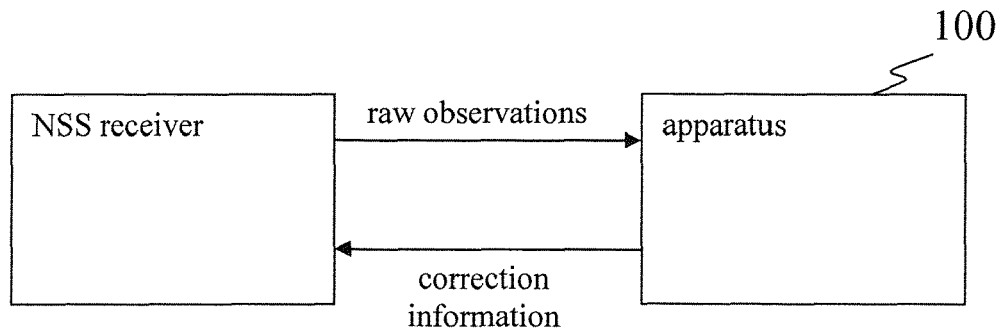 100
NSS receiver
raw observations
apparatus
correction
information